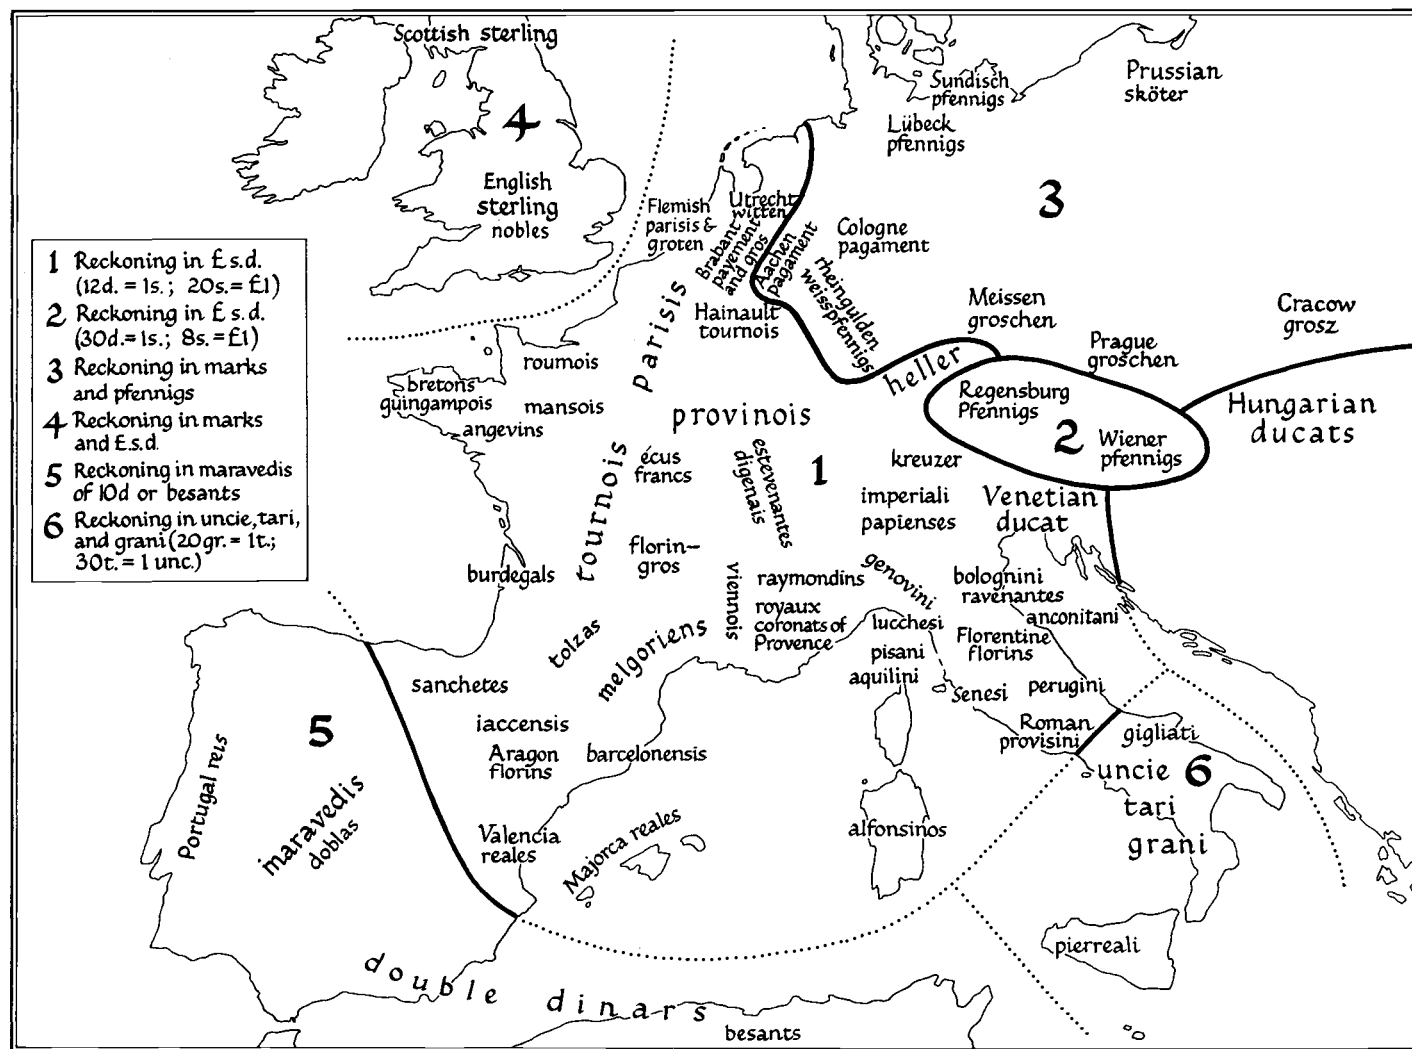 Scottish sterling
4
English
sterling
nobles
Sundisch
pfennigs
Prussian
sköter
Lübeck
pfennigs
3
Flemish
parisis &
groten
Utrecht
witten
Brabant
payement
and gros
Aachen
pagament
Cologne
pagament
rheingulden
weisspfennigs
Hainault
tournois
Meissen
groschen
Prague
groschen
Cracow
grosz
1 Reckoning in £s.d.
(12d. = 1s.; 20s.= £1)
2 Reckoning in £s.d.
(30d.= 1s.; 8s.= £1)
3 Reckoning in marks
and pfennigs
4 Reckoning in marks
and £s.d.
5 Reckoning in maravedis
of 10d or besants
6 Reckoning in uncie, tari,
and grani (20gr. = 1t.;
30t. = 1 unc.)
parisis
roumois
bretons
guingampois
mansois
angevins
provinois
heller
Regensburg
Pfennigs
2
Wiener
pfennigs
Hungarian
ducats
tournois
écus
francs
estevenantes
digenais
1
kreuzer
imperiali
papienses
Venetian
ducat
florin-
gros
burdegals
viennois
raymondins
royaux
coronats of
Provence
genovini
bolognini
ravenantes
anconitani
lucchesi
pisani
aquilini
Florentine
florins
Senesi
perugini
Roman
provisini
tolzas
melgoriens
sanchetes
iaccensis
Aragon
florins
barcelonensis
5
Portugal reis
maravedis
doblas
Valencia
reales
Majorca reales
alfonsinos
gigliati
uncie
6
tari
grani
pierreali
double dinars
besants